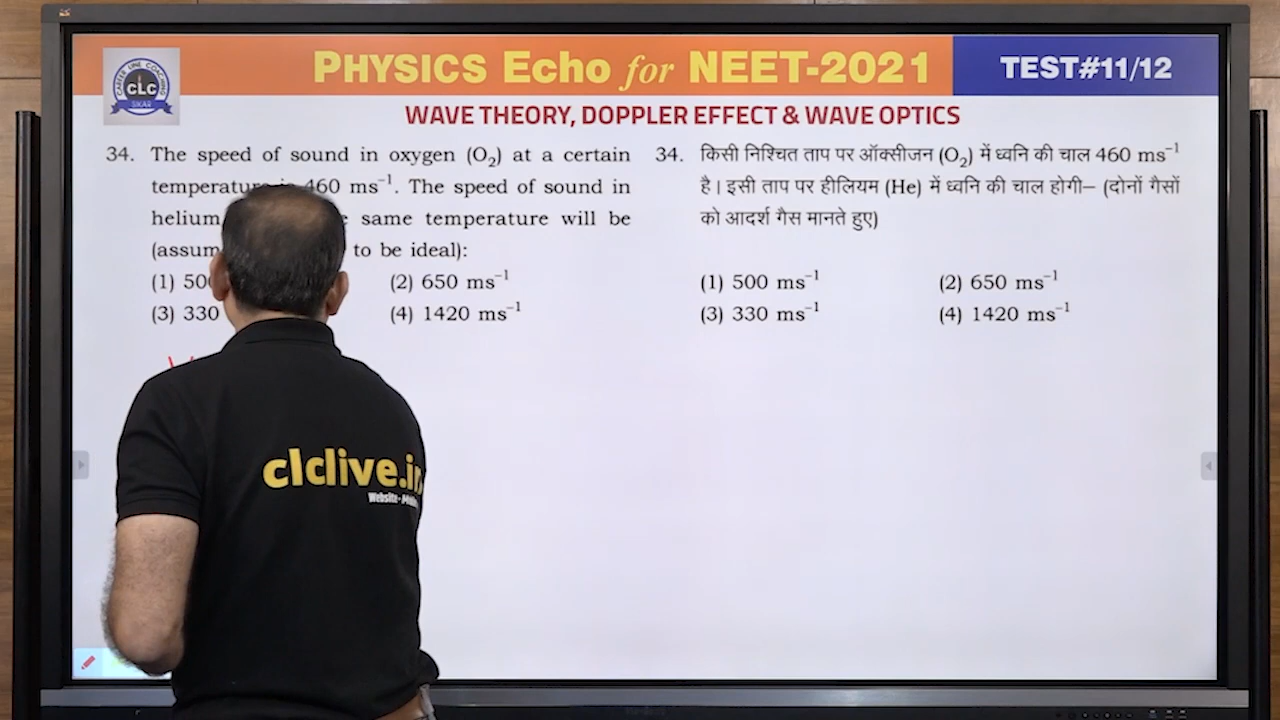 PHYSICS Echo for NEET-2021
TEST#11/12
CAREER LINE COACHING
CLC
SIKAR
WAVE THEORY, DOPPLER EFFECT & WAVE OPTICS
34. The speed of sound in oxygen (O₂) at a certain
460 ms⁻¹. The speed of sound in
helium same temperature will be
to be ideal):
(1) (2) 650 ms⁻¹
(3) 330 (4) 1420 ms⁻¹
34. किसी निश्चित ताप पर ऑक्सीजन (O₂) में ध्वनि की चाल 460 ms⁻¹
है। इसी ताप पर हीलियम (He) में ध्वनि की चाल होगी– (दोनों गैसों
को आदर्श गैस मानते हुए)
(1) 500 ms⁻¹ (2) 650 ms⁻¹
(3) 330 ms⁻¹ (4) 1420 ms⁻¹
clclive.in